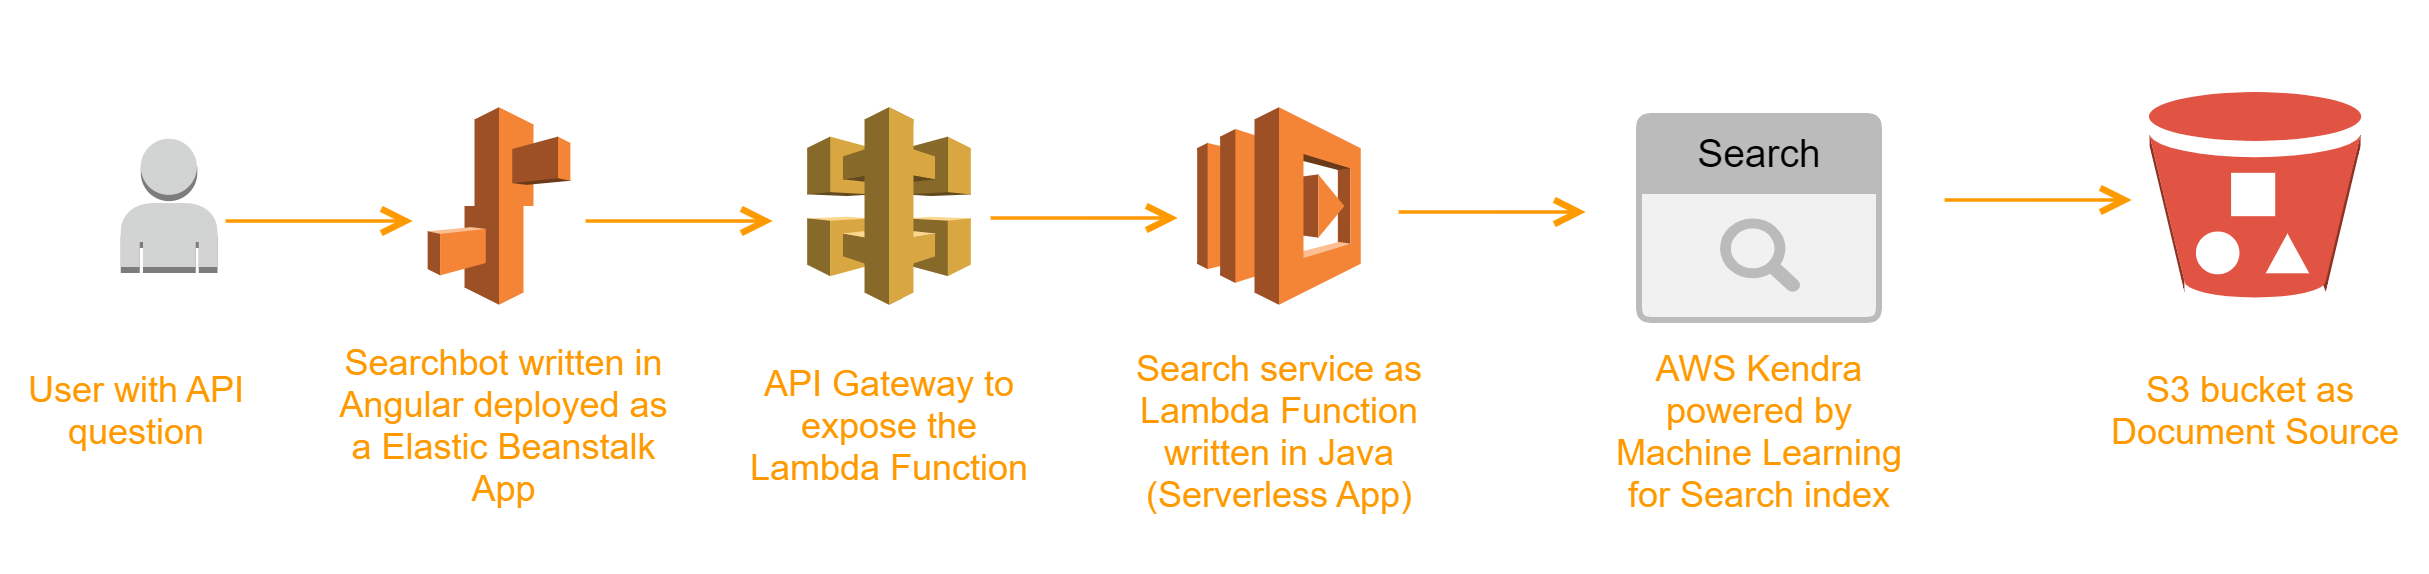 Search
User with API
question
Searchbot written in
Angular deployed as
a Elastic Beanstalk
App
API Gateway to
expose the
Lambda Function
Search service as
Lambda Function
written in Java
(Serverless App)
AWS Kendra
powered by
Machine Learning
for Search index
S3 bucket as
Document Source